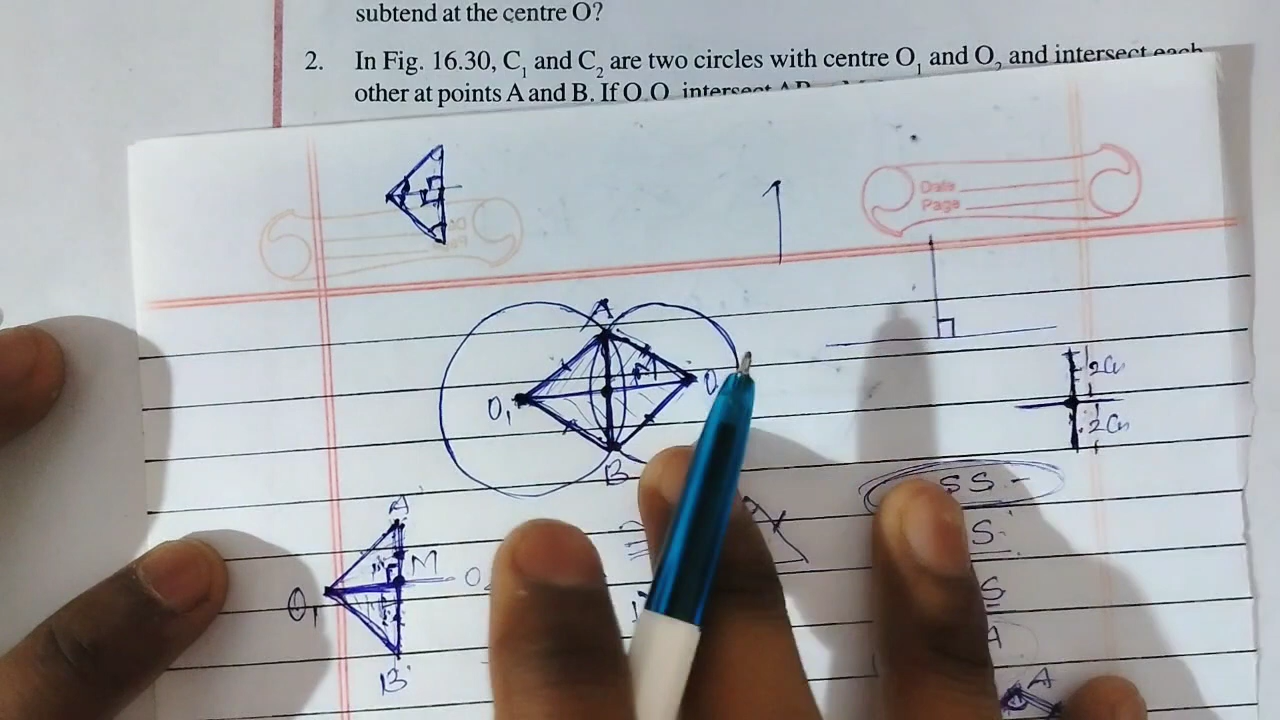 subtend at the centre O?
2. In Fig. 16.30, C₁ and C₂ are two circles with centre O₁ and O₂ and intersect each
other at points A and B. If O O intersect AB
Date
Page
A
O₁
M
O
B
2cm
2cm
SS
S
S
A
A
M
O₁
B
A